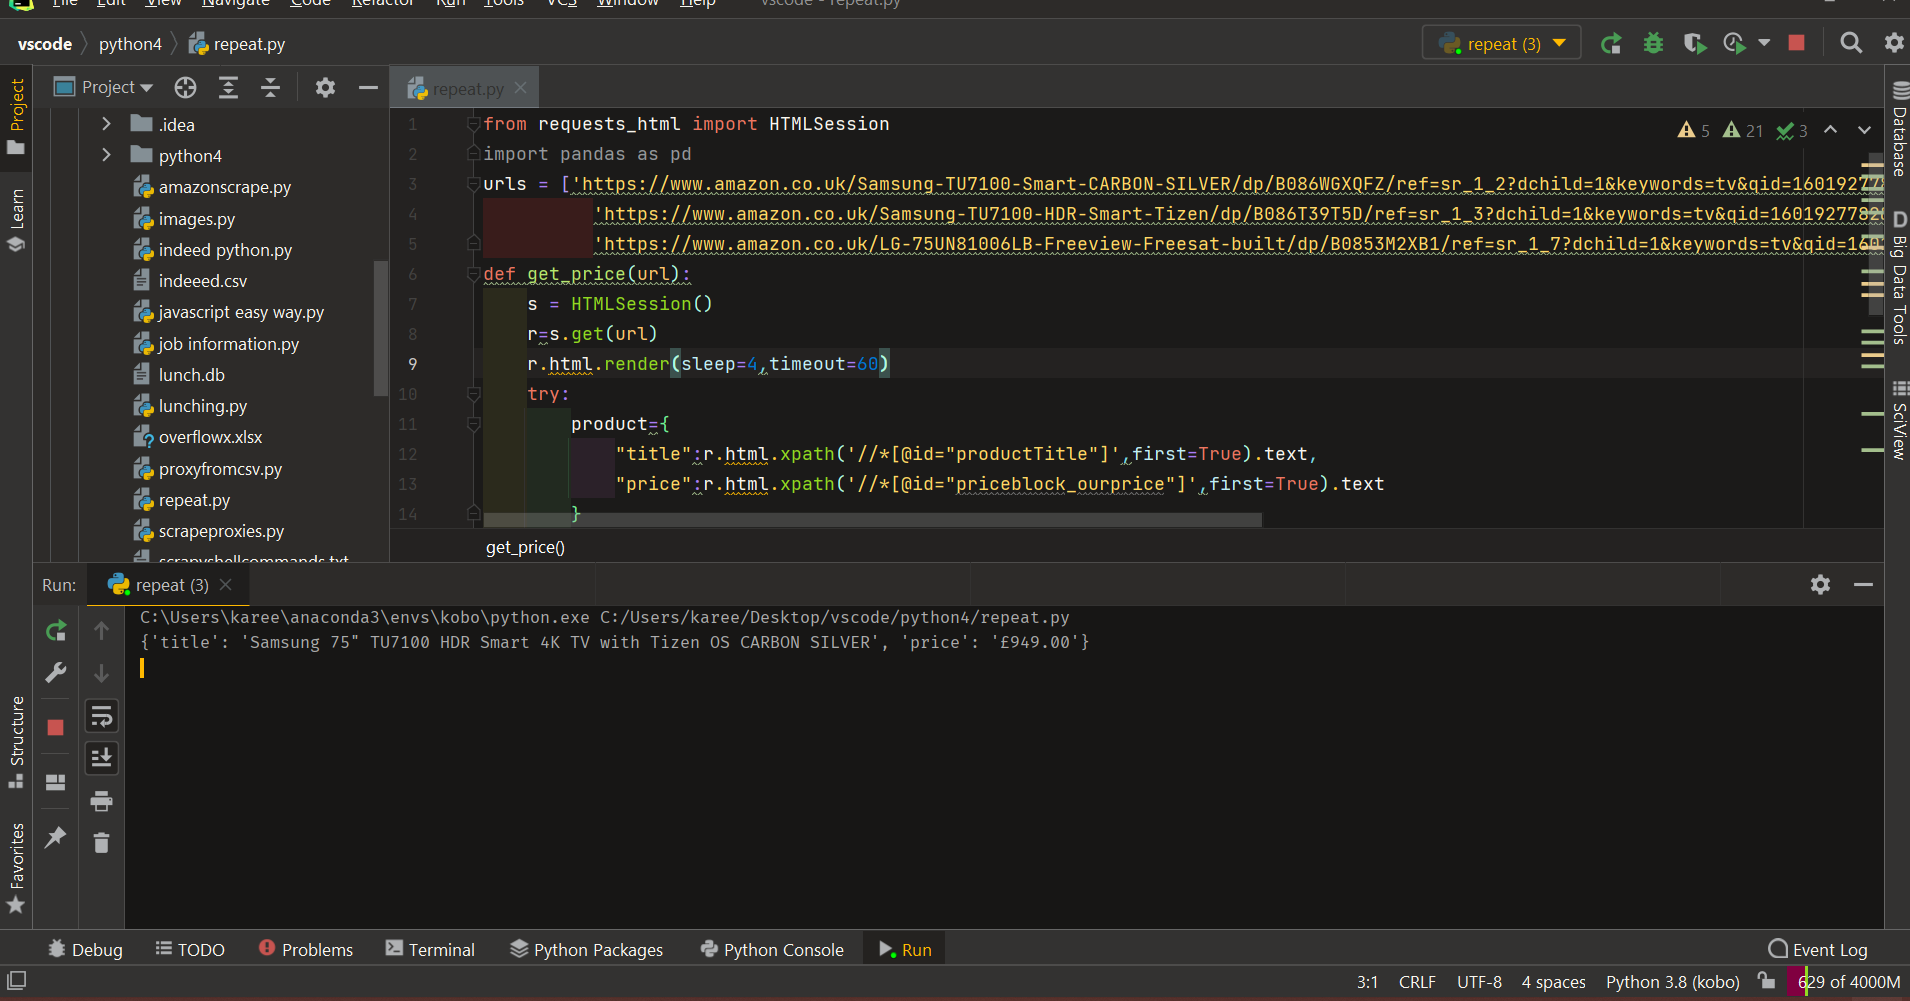 File Edit View Navigate Code Refactor Run Tools VCS Window Help vscode - repeat.py
vscode python4 repeat.py repeat (3)
Project
Project
repeat.py
Learn
.idea
python4
amazonscrape.py
images.py
indeed python.py
indeeed.csv
javascript easy way.py
job information.py
lunch.db
lunching.py
overflowx.xlsx
proxyfromcsv.py
repeat.py
scrapeproxies.py
scrapyshellcommands.txt
5 21 3
1 from requests_html import HTMLSession
2 import pandas as pd
3 urls = ['https://www.amazon.co.uk/Samsung-TU7100-Smart-CARBON-SILVER/dp/B086WGXQFZ/ref=sr_1_2?dchild=1&keywords=tv&qid=160192778
4 'https://www.amazon.co.uk/Samsung-TU7100-HDR-Smart-Tizen/dp/B086T39T5D/ref=sr_1_3?dchild=1&keywords=tv&qid=1601927782
5 'https://www.amazon.co.uk/LG-75UN81006LB-Freeview-Freesat-built/dp/B0853M2XB1/ref=sr_1_7?dchild=1&keywords=tv&qid=1601
6 def get_price(url):
7 s = HTMLSession()
8 r=s.get(url)
9 r.html.render(sleep=4,timeout=60)
10 try:
11 product={
12 "title":r.html.xpath('//*[@id="productTitle"]',first=True).text,
13 "price":r.html.xpath('//*[@id="priceblock_ourprice"]',first=True).text
14 }
get_price()
Database
Big Data Tools
SciView
Run: repeat (3)
C:\Users\karee\anaconda3\envs\kobo\python.exe C:/Users/karee/Desktop/vscode/python4/repeat.py
{'title': 'Samsung 75" TU7100 HDR Smart 4K TV with Tizen OS CARBON SILVER', 'price': '£949.00'}
Structure
Favorites
Debug TODO Problems Terminal Python Packages Python Console Run Event Log
3:1 CRLF UTF-8 4 spaces Python 3.8 (kobo) 629 of 4000M